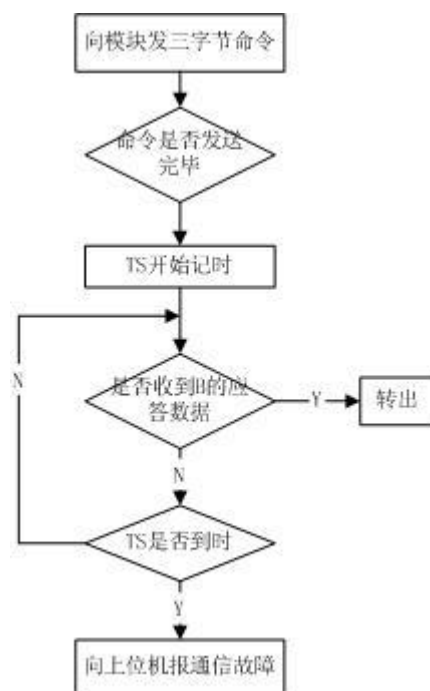 向模块发三字节命令
命令是否发送
完毕
TS开始记时
N
是否收到B的应
答数据
Y
转出
N
TS是否到时
Y
向上位机报通信故障